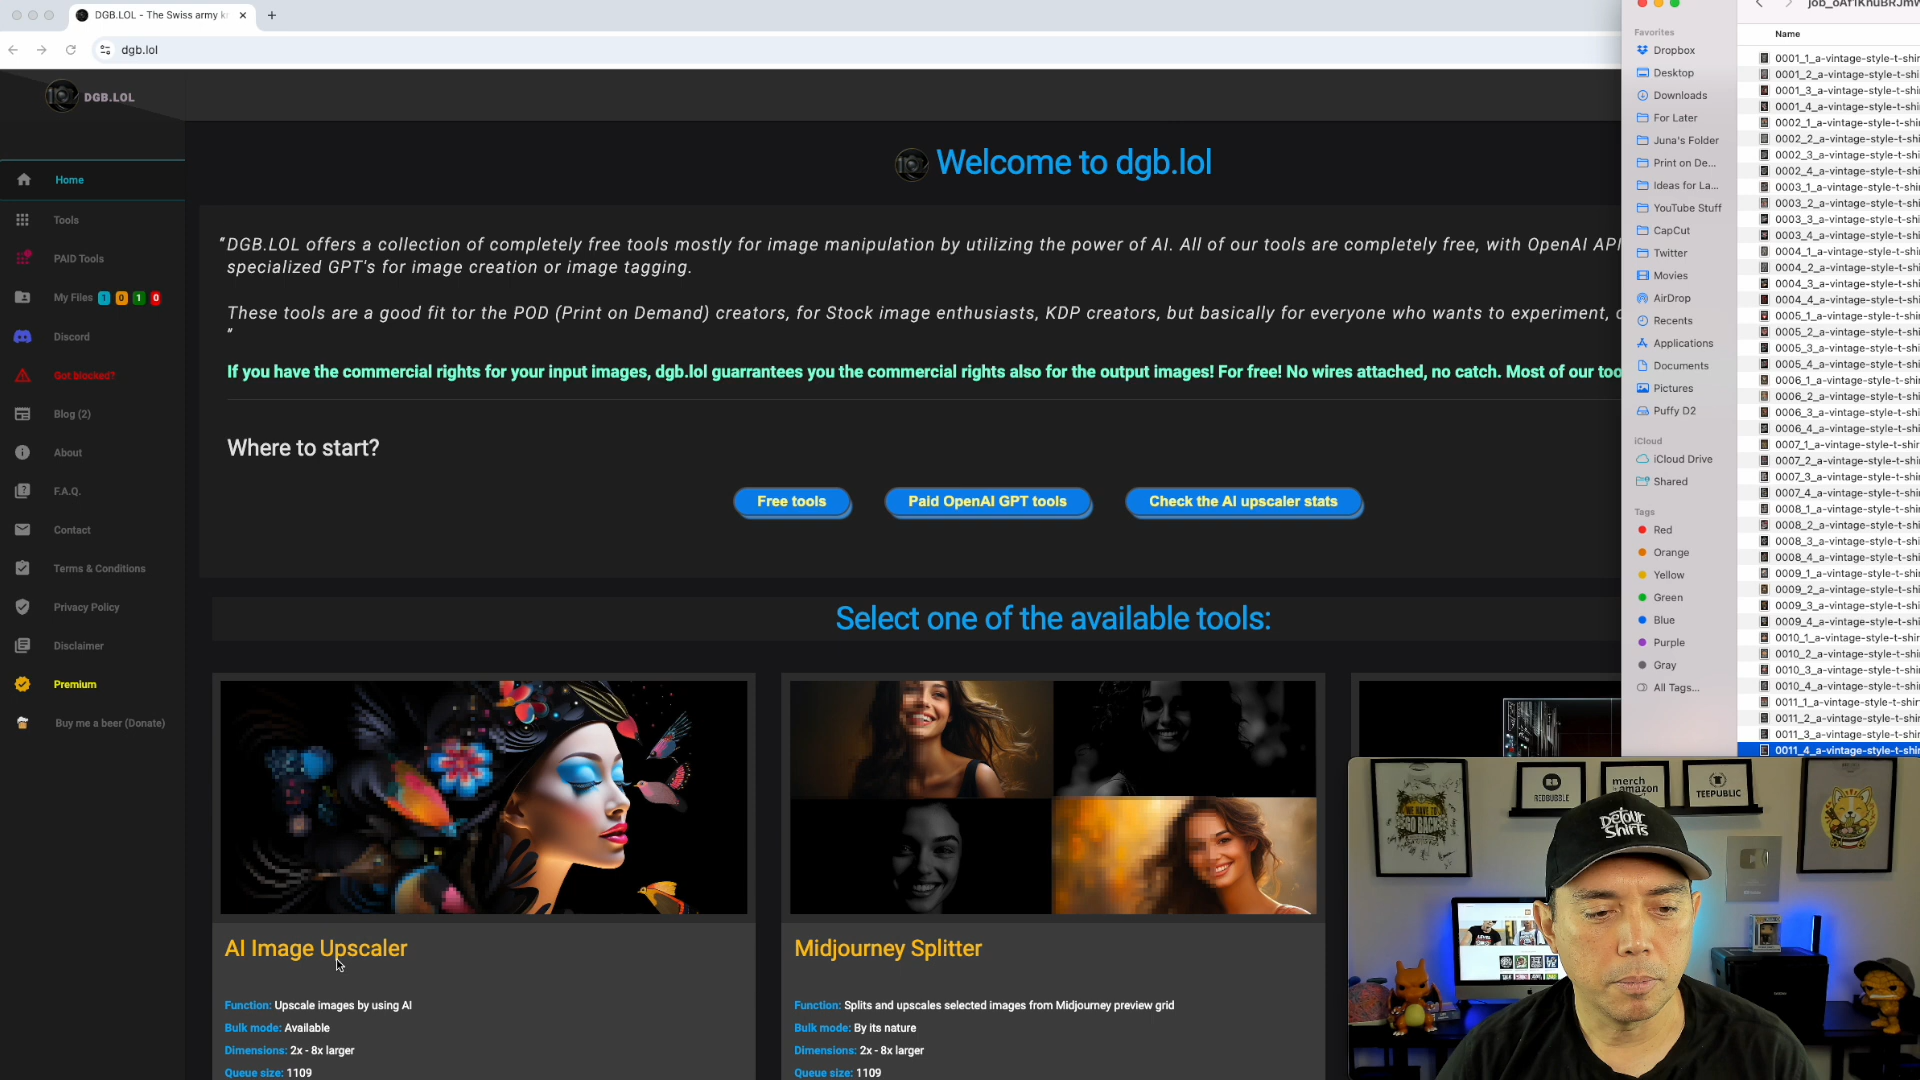 DGB.LOL - The Swiss army k
dgb.lol
DGB.LOL
Home
Tools
PAID Tools
My Files 1 0 1 0
Discord
Got blocked?
Blog (2)
About
F.A.Q.
Contact
Terms & Conditions
Privacy Policy
Disclaimer
Premium
Buy me a beer (Donate)
Welcome to dgb.lol
"DGB.LOL offers a collection of completely free tools mostly for image manipulation by utilizing the power of AI. All of our tools are completely free, with OpenAI API
specialized GPT's for image creation or image tagging.
These tools are a good fit tor the POD (Print on Demand) creators, for Stock image enthusiasts, KDP creators, but basically for everyone who wants to experiment,
"
If you have the commercial rights for your input images, dgb.lol guarrantees you the commercial rights also for the output images! For free! No wires attached, no catch. Most of our too
Where to start?
Free tools
Paid OpenAI GPT tools
Check the AI upscaler stats
Select one of the available tools:
AI Image Upscaler
Function: Upscale images by using AI
Bulk mode: Available
Dimensions: 2x - 8x larger
Queue size: 1109
Midjourney Splitter
Function: Splits and upscales selected images from Midjourney preview grid
Bulk mode: By its nature
Dimensions: 2x - 8x larger
Queue size: 1109
Favorites
Dropbox
Desktop
Downloads
For Later
Juna's Folder
Print on De...
Ideas for La...
YouTube Stuff
CapCut
Twitter
Movies
AirDrop
Recents
Applications
Documents
Pictures
Puffy D2
iCloud
iCloud Drive
Shared
Tags
Red
Orange
Yellow
Green
Blue
Purple
Gray
All Tags...
Name
0001_1_a-vintage-style-t-shi
0001_2_a-vintage-style-t-shi
0001_3_a-vintage-style-t-shi
0001_4_a-vintage-style-t-shi
0002_1_a-vintage-style-t-shi
0002_2_a-vintage-style-t-shi
0002_3_a-vintage-style-t-shi
0002_4_a-vintage-style-t-shi
0003_1_a-vintage-style-t-shi
0003_2_a-vintage-style-t-shi
0003_3_a-vintage-style-t-shi
0003_4_a-vintage-style-t-shi
0004_1_a-vintage-style-t-shi
0004_2_a-vintage-style-t-shi
0004_3_a-vintage-style-t-shi
0004_4_a-vintage-style-t-shi
0005_1_a-vintage-style-t-shi
0005_2_a-vintage-style-t-shi
0005_3_a-vintage-style-t-shi
0005_4_a-vintage-style-t-shi
0006_1_a-vintage-style-t-shi
0006_2_a-vintage-style-t-shi
0006_3_a-vintage-style-t-shi
0006_4_a-vintage-style-t-shi
0007_1_a-vintage-style-t-shir
0007_2_a-vintage-style-t-shi
0007_3_a-vintage-style-t-shi
0007_4_a-vintage-style-t-shi
0008_1_a-vintage-style-t-shi
0008_2_a-vintage-style-t-shi
0008_3_a-vintage-style-t-shi
0008_4_a-vintage-style-t-shi
0009_1_a-vintage-style-t-shi
0009_2_a-vintage-style-t-shi
0009_3_a-vintage-style-t-shi
0009_4_a-vintage-style-t-shi
0010_1_a-vintage-style-t-shir
0010_2_a-vintage-style-t-shi
0010_3_a-vintage-style-t-shi
0010_4_a-vintage-style-t-shi
0011_1_a-vintage-style-t-shirt
0011_2_a-vintage-style-t-shir
0011_3_a-vintage-style-t-shir
0011_4_a-vintage-style-t-shir
RB
REDBUBBLE
merch
amazon
TEEPUBLIC
WE HAVE TO
GO BACK
DeTour
Shirts